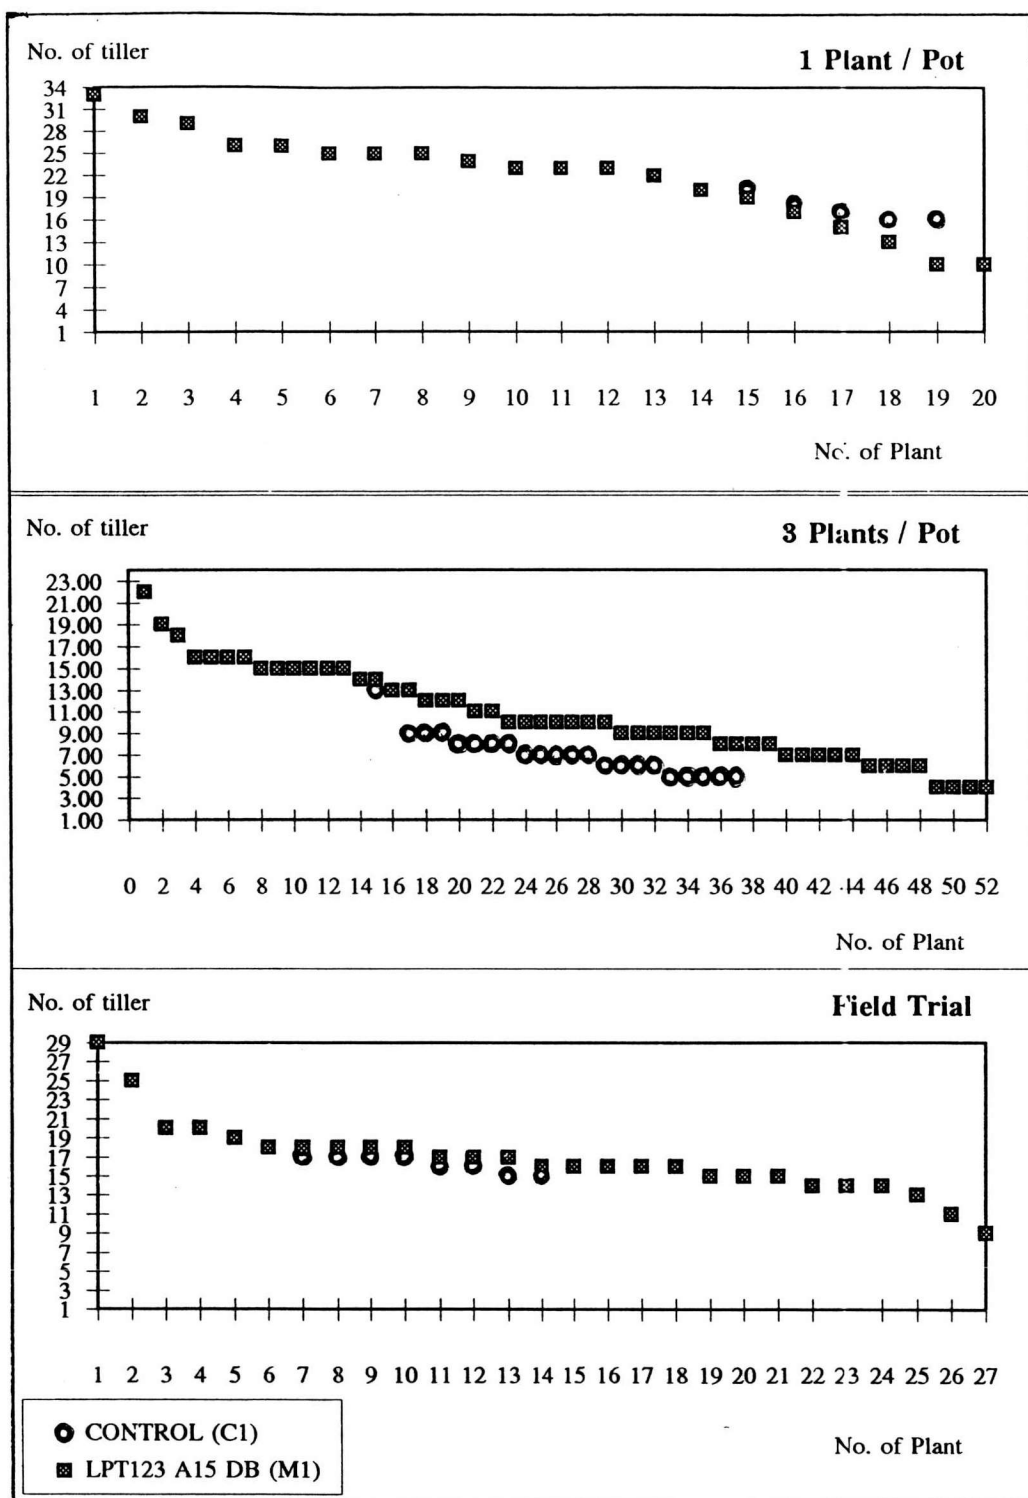 No. of tiller
1 Plant / Pot
34
31
28
25
22
19
16
13
10
7
4
1
1 2 3 4 5 6 7 8 9 10 11 12 13 14 15 16 17 18 19 20
No. of Plant
No. of tiller
3 Plants / Pot
23.00
21.00
19.00
17.00
15.00
13.00
11.00
9.00
7.00
5.00
3.00
1.00
0 2 4 6 8 10 12 14 16 18 20 22 24 26 28 30 32 34 36 38 40 42 44 46 48 50 52
No. of Plant
No. of tiller
Field Trial
29
27
25
23
21
19
17
15
13
11
9
7
5
3
1
1 2 3 4 5 6 7 8 9 10 11 12 13 14 15 16 17 18 19 20 21 22 23 24 25 26 27
CONTROL (C1)
LPT123 A15 DB (M1)
No. of Plant